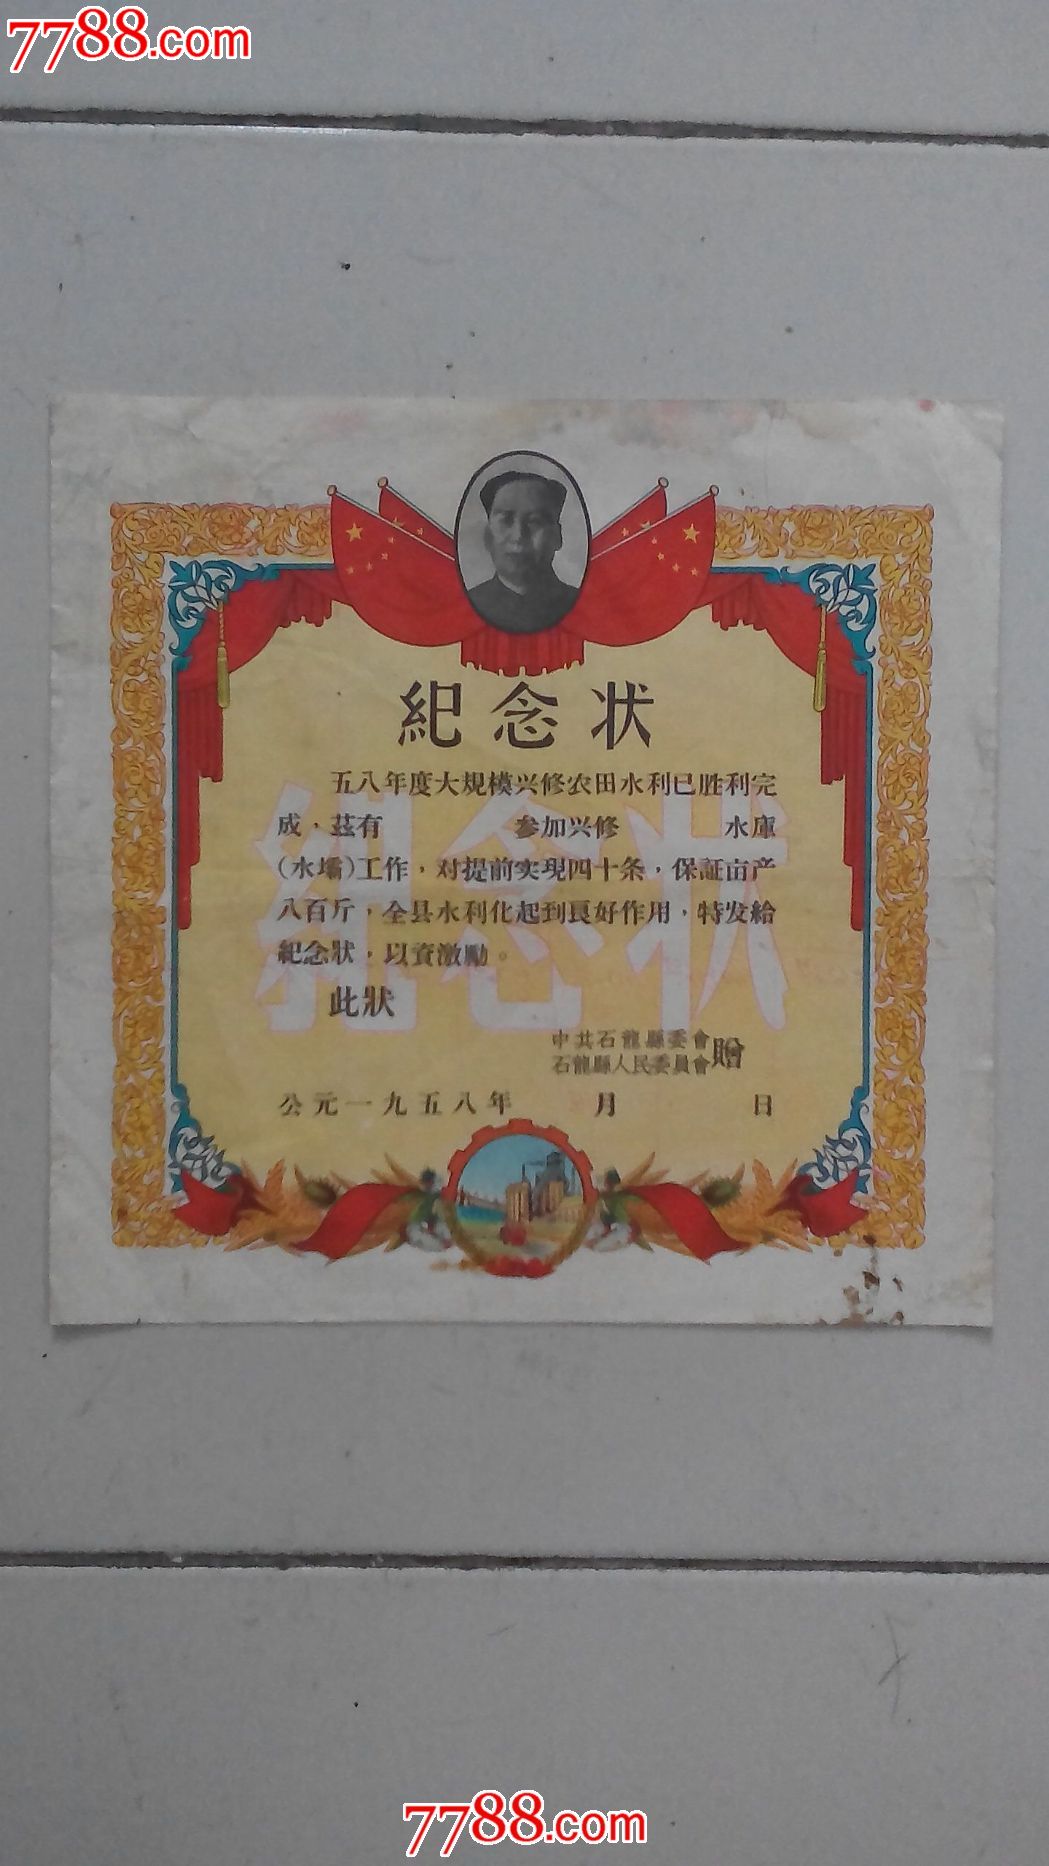 7788.com
紀念状
五八年度大規模兴修农田水利已胜利完
成，茲有 参加兴修 水庫
(水壩)工作，对提前实現四十条，保証亩产
八百斤，全县水利化起到良好作用，特发給
紀念狀，以資激勵。
此狀
中共石龍縣委會
石龍縣人民委員會 贈
公元一九五八年 月 日
紀念状
7788.com